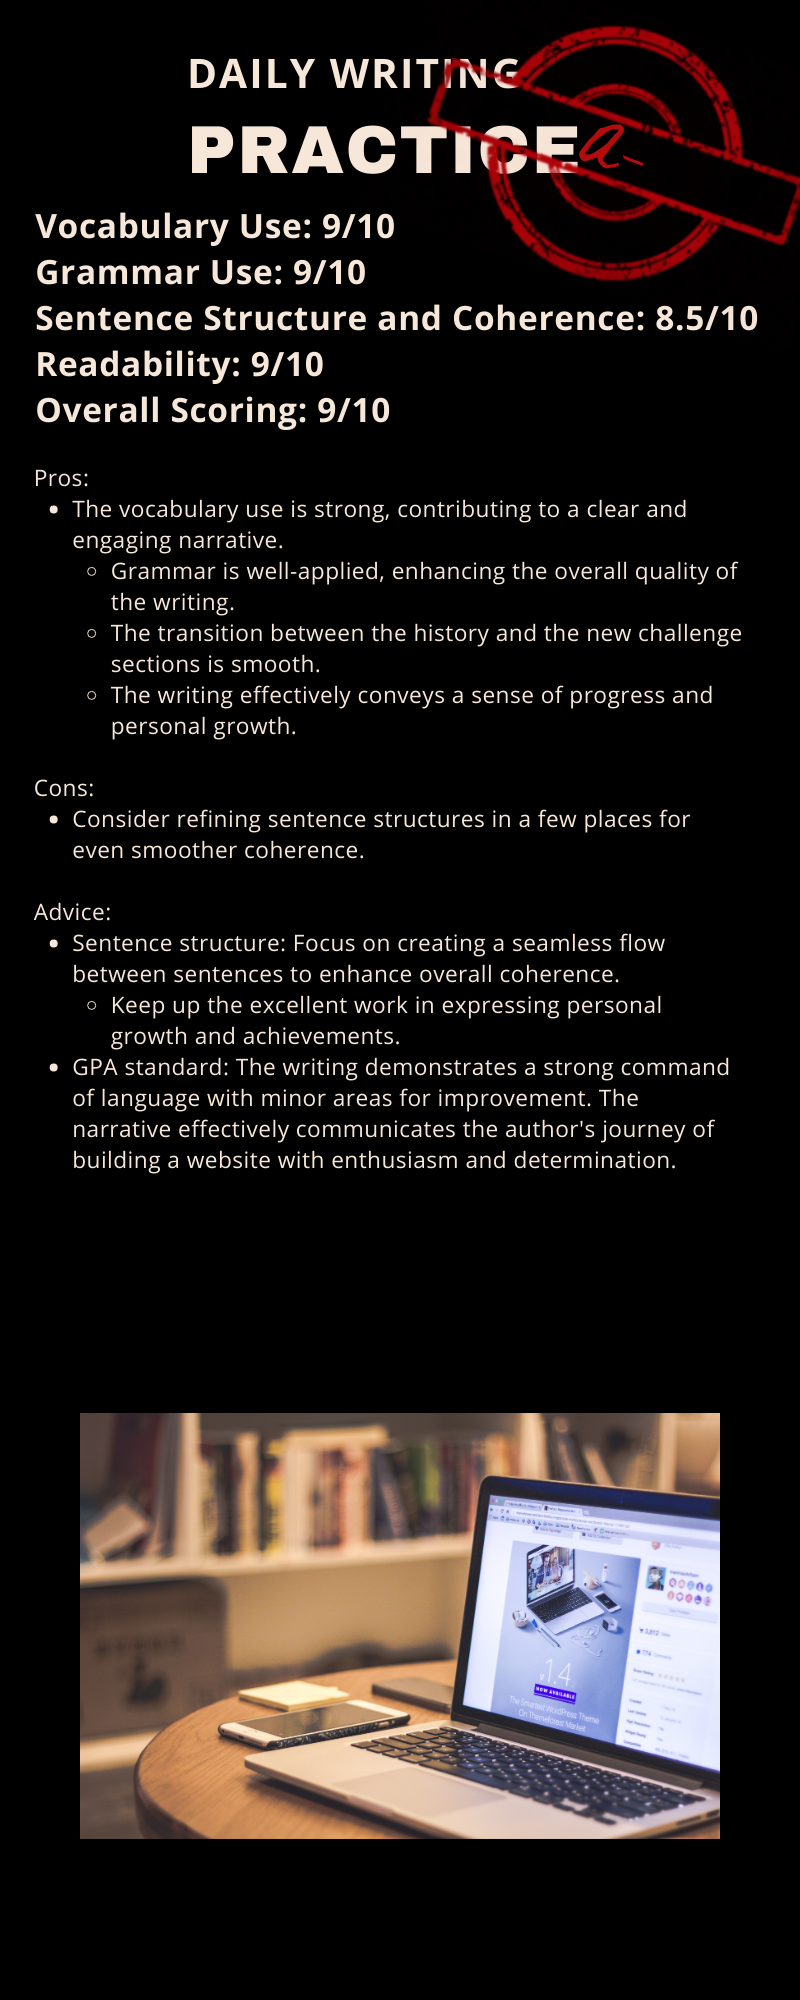 DAILY WRITING
PRACTICE
a-
Vocabulary Use: 9/10
Grammar Use: 9/10
Sentence Structure and Coherence: 8.5/10
Readability: 9/10
Overall Scoring: 9/10
Pros:
The vocabulary use is strong, contributing to a clear and
engaging narrative.
Grammar is well-applied, enhancing the overall quality of
the writing.
The transition between the history and the new challenge
sections is smooth.
The writing effectively conveys a sense of progress and
personal growth.
Cons:
Consider refining sentence structures in a few places for
even smoother coherence.
Advice:
Sentence structure: Focus on creating a seamless flow
between sentences to enhance overall coherence.
Keep up the excellent work in expressing personal
growth and achievements.
GPA standard: The writing demonstrates a strong command
of language with minor areas for improvement. The
narrative effectively communicates the author's journey of
building a website with enthusiasm and determination.
v1.4.
NOW AVAILABLE
The Smartest WordPress Theme
On Themeforest Market